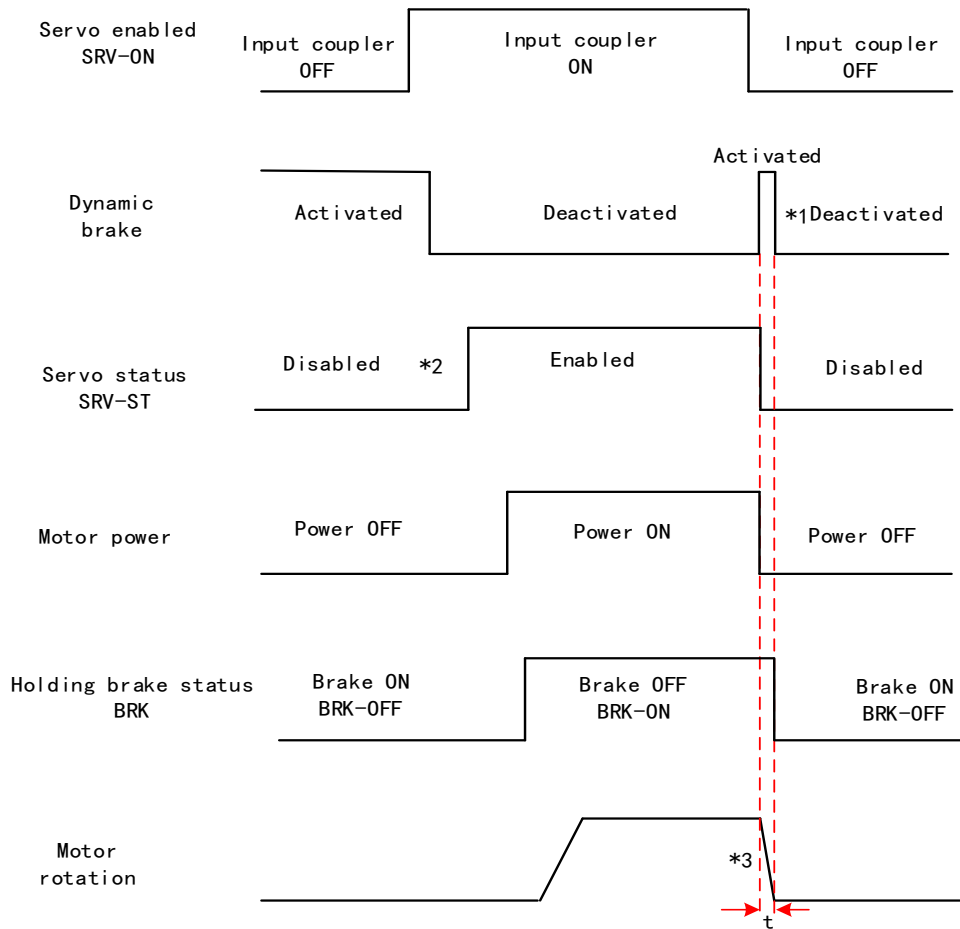 Servo enabled
SRV-ON
Input coupler
OFF
Input coupler
ON
Input coupler
OFF
Activated
Dynamic
brake
Activated
Deactivated
*1Deactivated
Servo status
SRV-ST
Disabled
*2
Enabled
Disabled
Motor power
Power OFF
Power ON
Power OFF
Holding brake status
BRK
Brake ON
BRK-OFF
Brake OFF
BRK-ON
Brake ON
BRK-OFF
Motor
rotation
*3
t